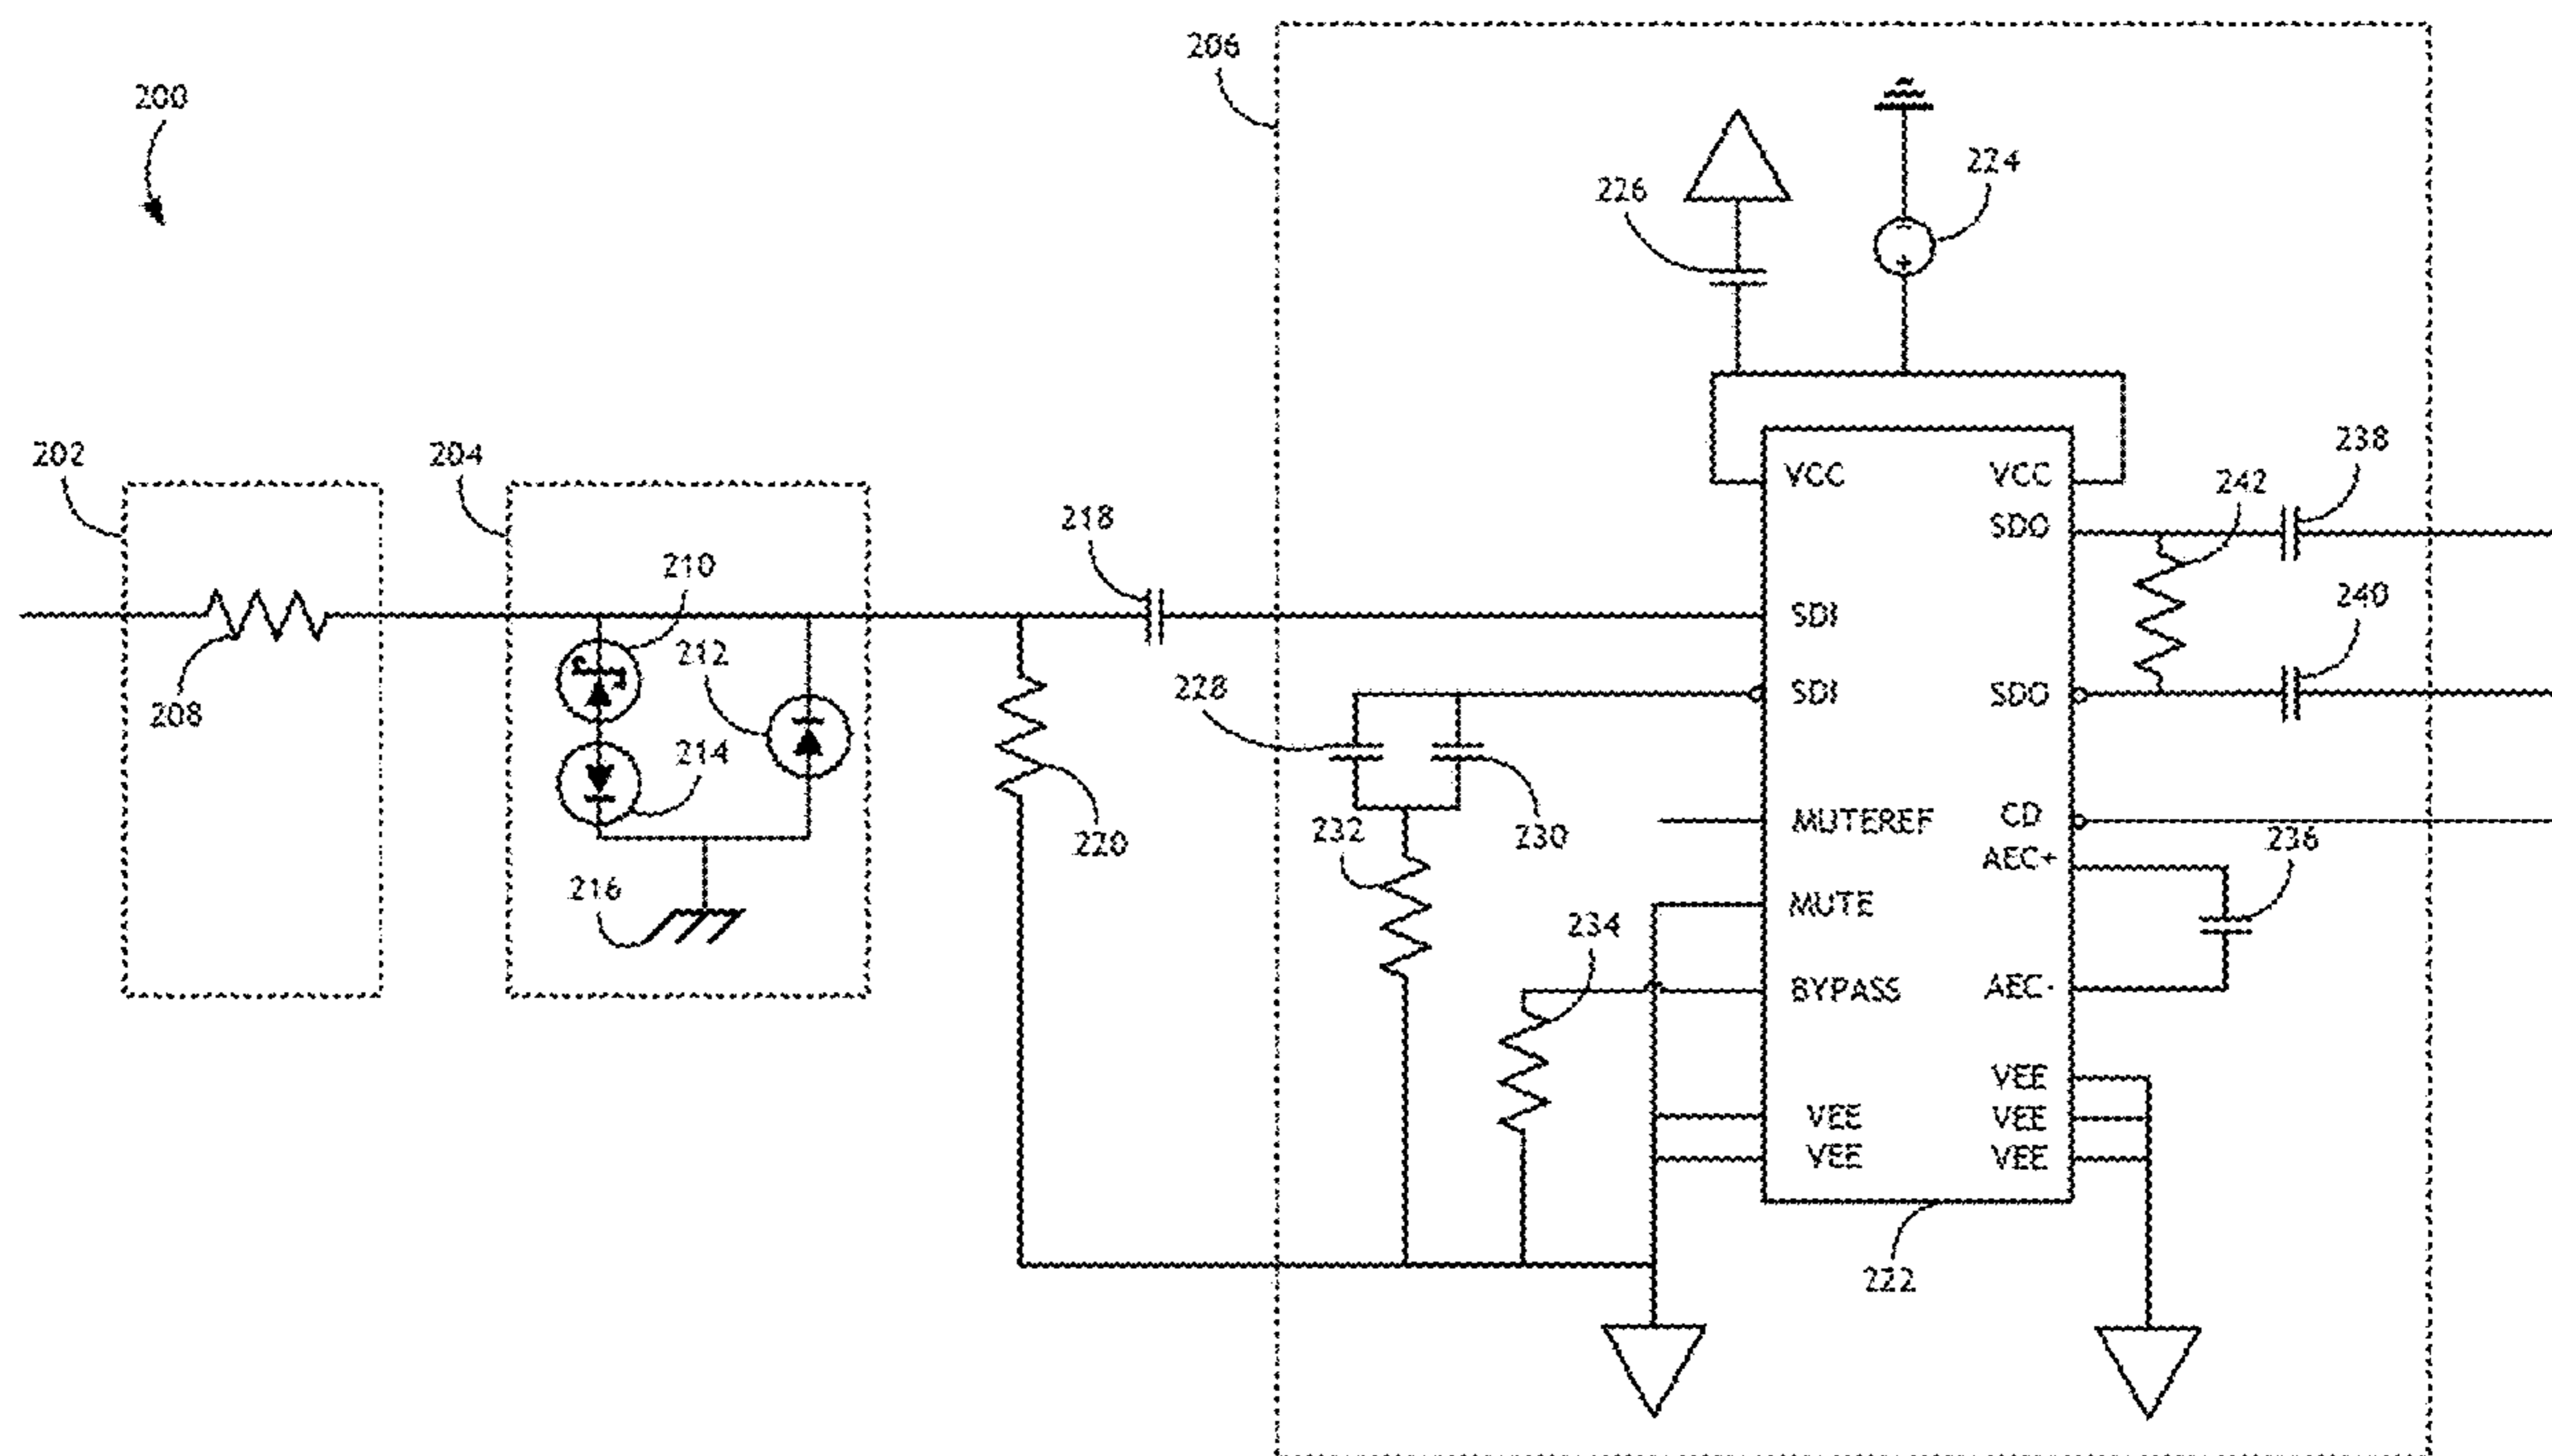 200
206
224
226
202
204
218
242
238
VCC VCC
SDO
210
212
208
SDI
240
228
SDI SDO
214
220
232
230
MUTEREF CD
236
AEC+
216
MUTE
234
BYPASS AEC-
VEE
VEE VEE
VEE VEE
222
+